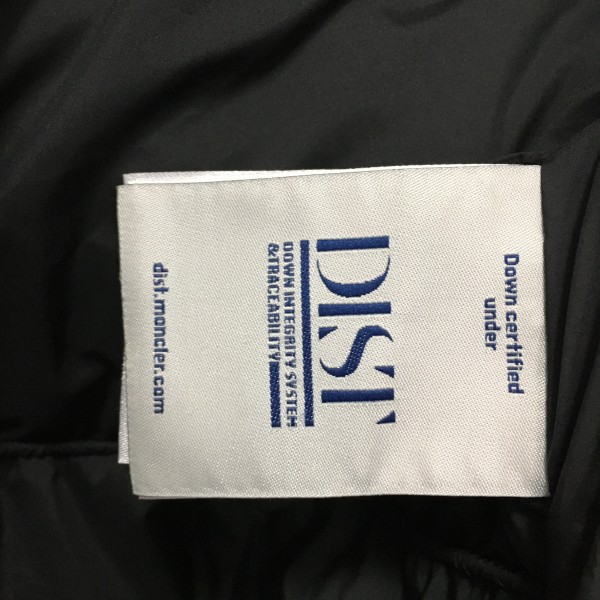 Down certified
under
DIST
DOWN INTEGRITY SYSTEM
&TRACEABILITY
dist.moncler.com